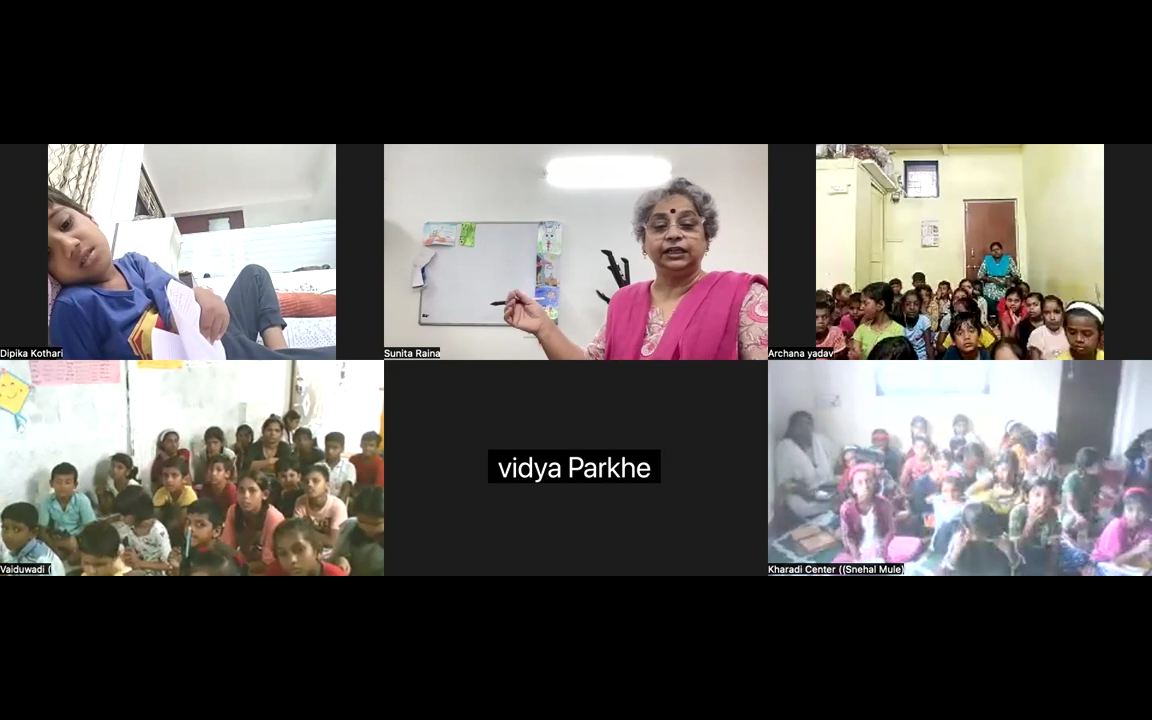 Dipika Kothari
Sunita Raina
Archana yadav
Vaiduwadi (
vidya Parkhe
Kharadi Center ((Snehal Mule)